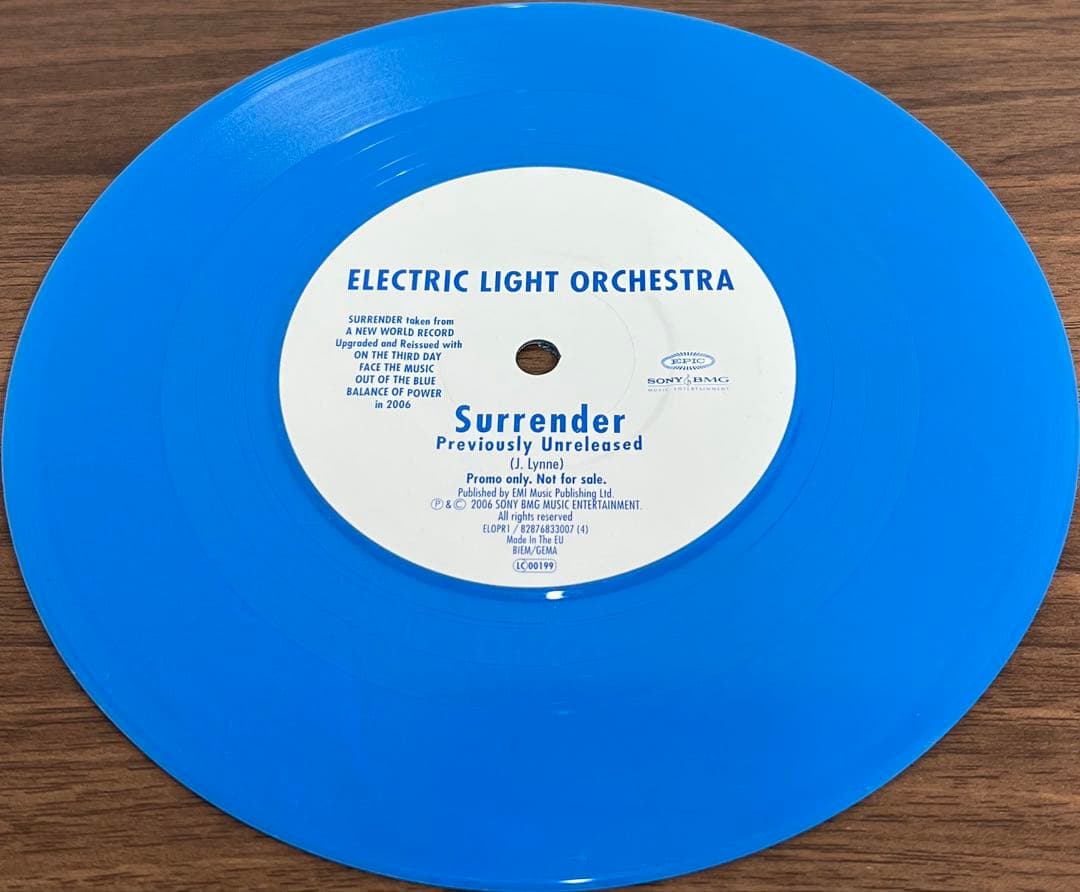 ELECTRIC LIGHT ORCHESTRA
SURRENDER taken from
A NEW WORLD RECORD
Upgraded and Reissued with
ON THE THIRD DAY
FACE THE MUSIC
OUT OF THE BLUE
BALANCE OF POWER
in 2006
EPIC
SONY BMG
MUSIC ENTERTAINMENT
Surrender
Previously Unreleased
(J. Lynne)
Promo only. Not for sale.
Published by EMI Music Publishing Ltd.
Ⓟ & © 2006 SONY BMG MUSIC ENTERTAINMENT.
All rights reserved
ELOPR1 / 82876833007 (4)
Made In The EU
BIEM/GEMA
LC 00199